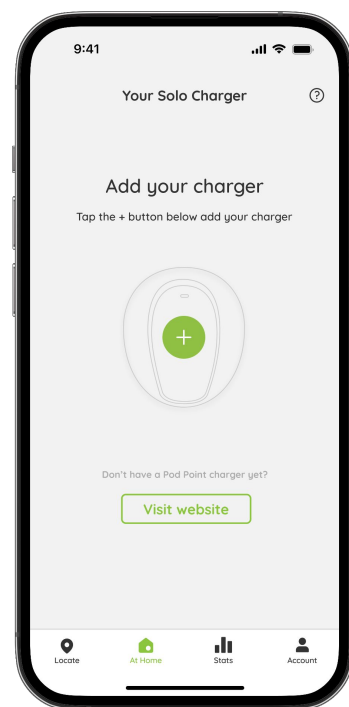 9:41
Your Solo Charger
?
Add your charger
Tap the + button below add your charger
+
Don't have a Pod Point charger yet?
Visit website
Locate At Home Stats Account